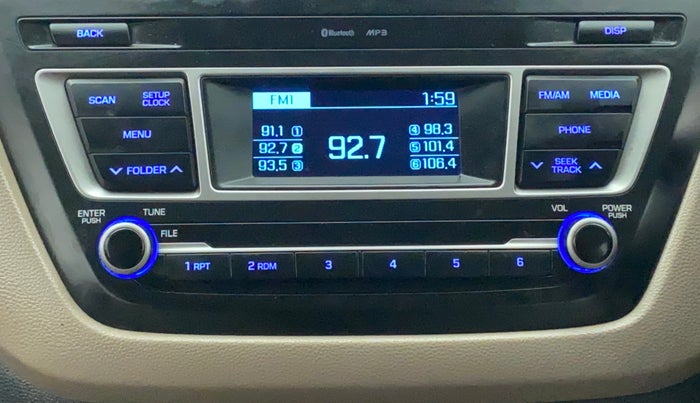 BACK
Bluetooth MP3
DISP
SCAN
SETUP
CLOCK
MENU
FOLDER
FM1 1:59
91.1 1
92.7 2
93.5 3
92.7
4 98.3
5 101.4
6 106.4
FM/AM MEDIA
PHONE
SEEK
TRACK
ENTER
PUSH
TUNE
FILE
VOL
POWER
PUSH
1 RPT
2 RDM
3
4
5
6